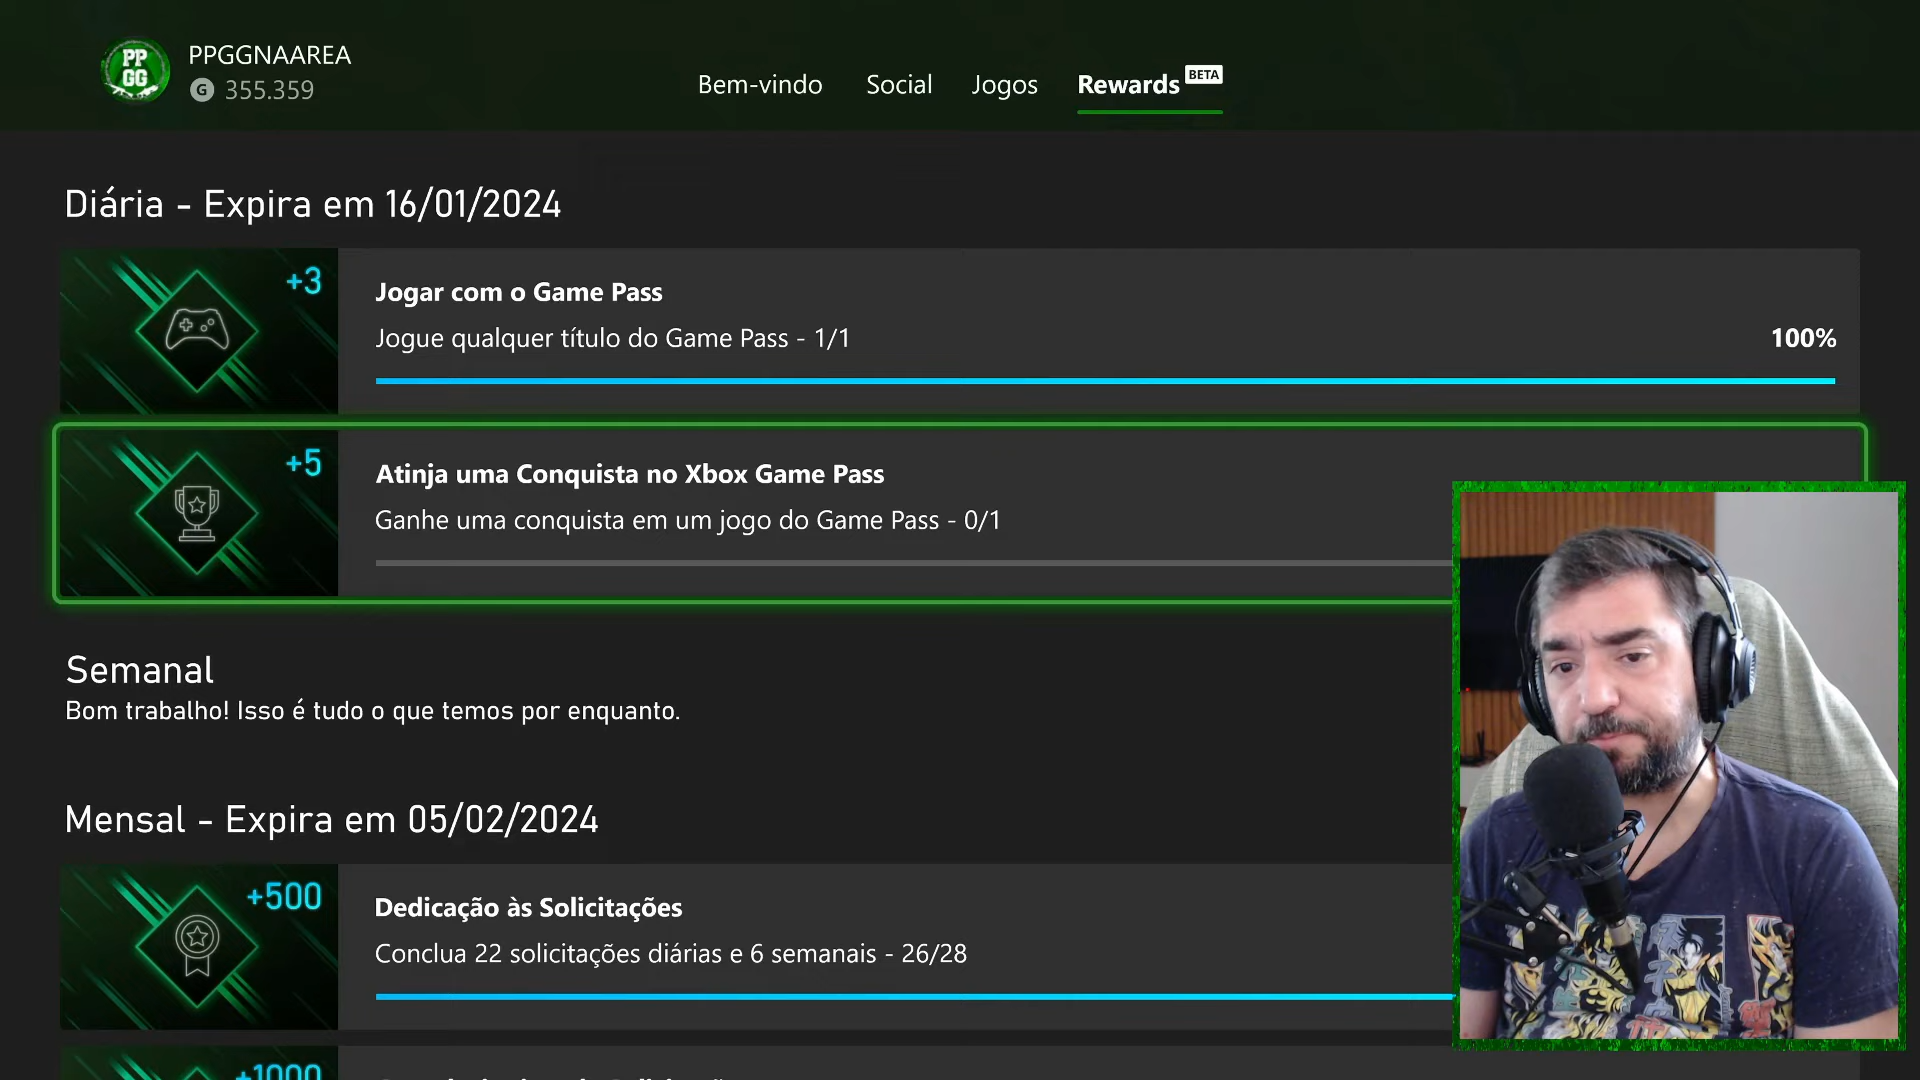 PP
GG
PPGGNAAREA
G 355.359
Bem-vindo
Social
Jogos
Rewards BETA
Diária - Expira em 16/01/2024
+3
Jogar com o Game Pass
Jogue qualquer título do Game Pass - 1/1
100%
+5
Atinja uma Conquista no Xbox Game Pass
Ganhe uma conquista em um jogo do Game Pass - 0/1
Semanal
Bom trabalho! Isso é tudo o que temos por enquanto.
Mensal - Expira em 05/02/2024
+500
Dedicação às Solicitações
Conclua 22 solicitações diárias e 6 semanais - 26/28
+1000